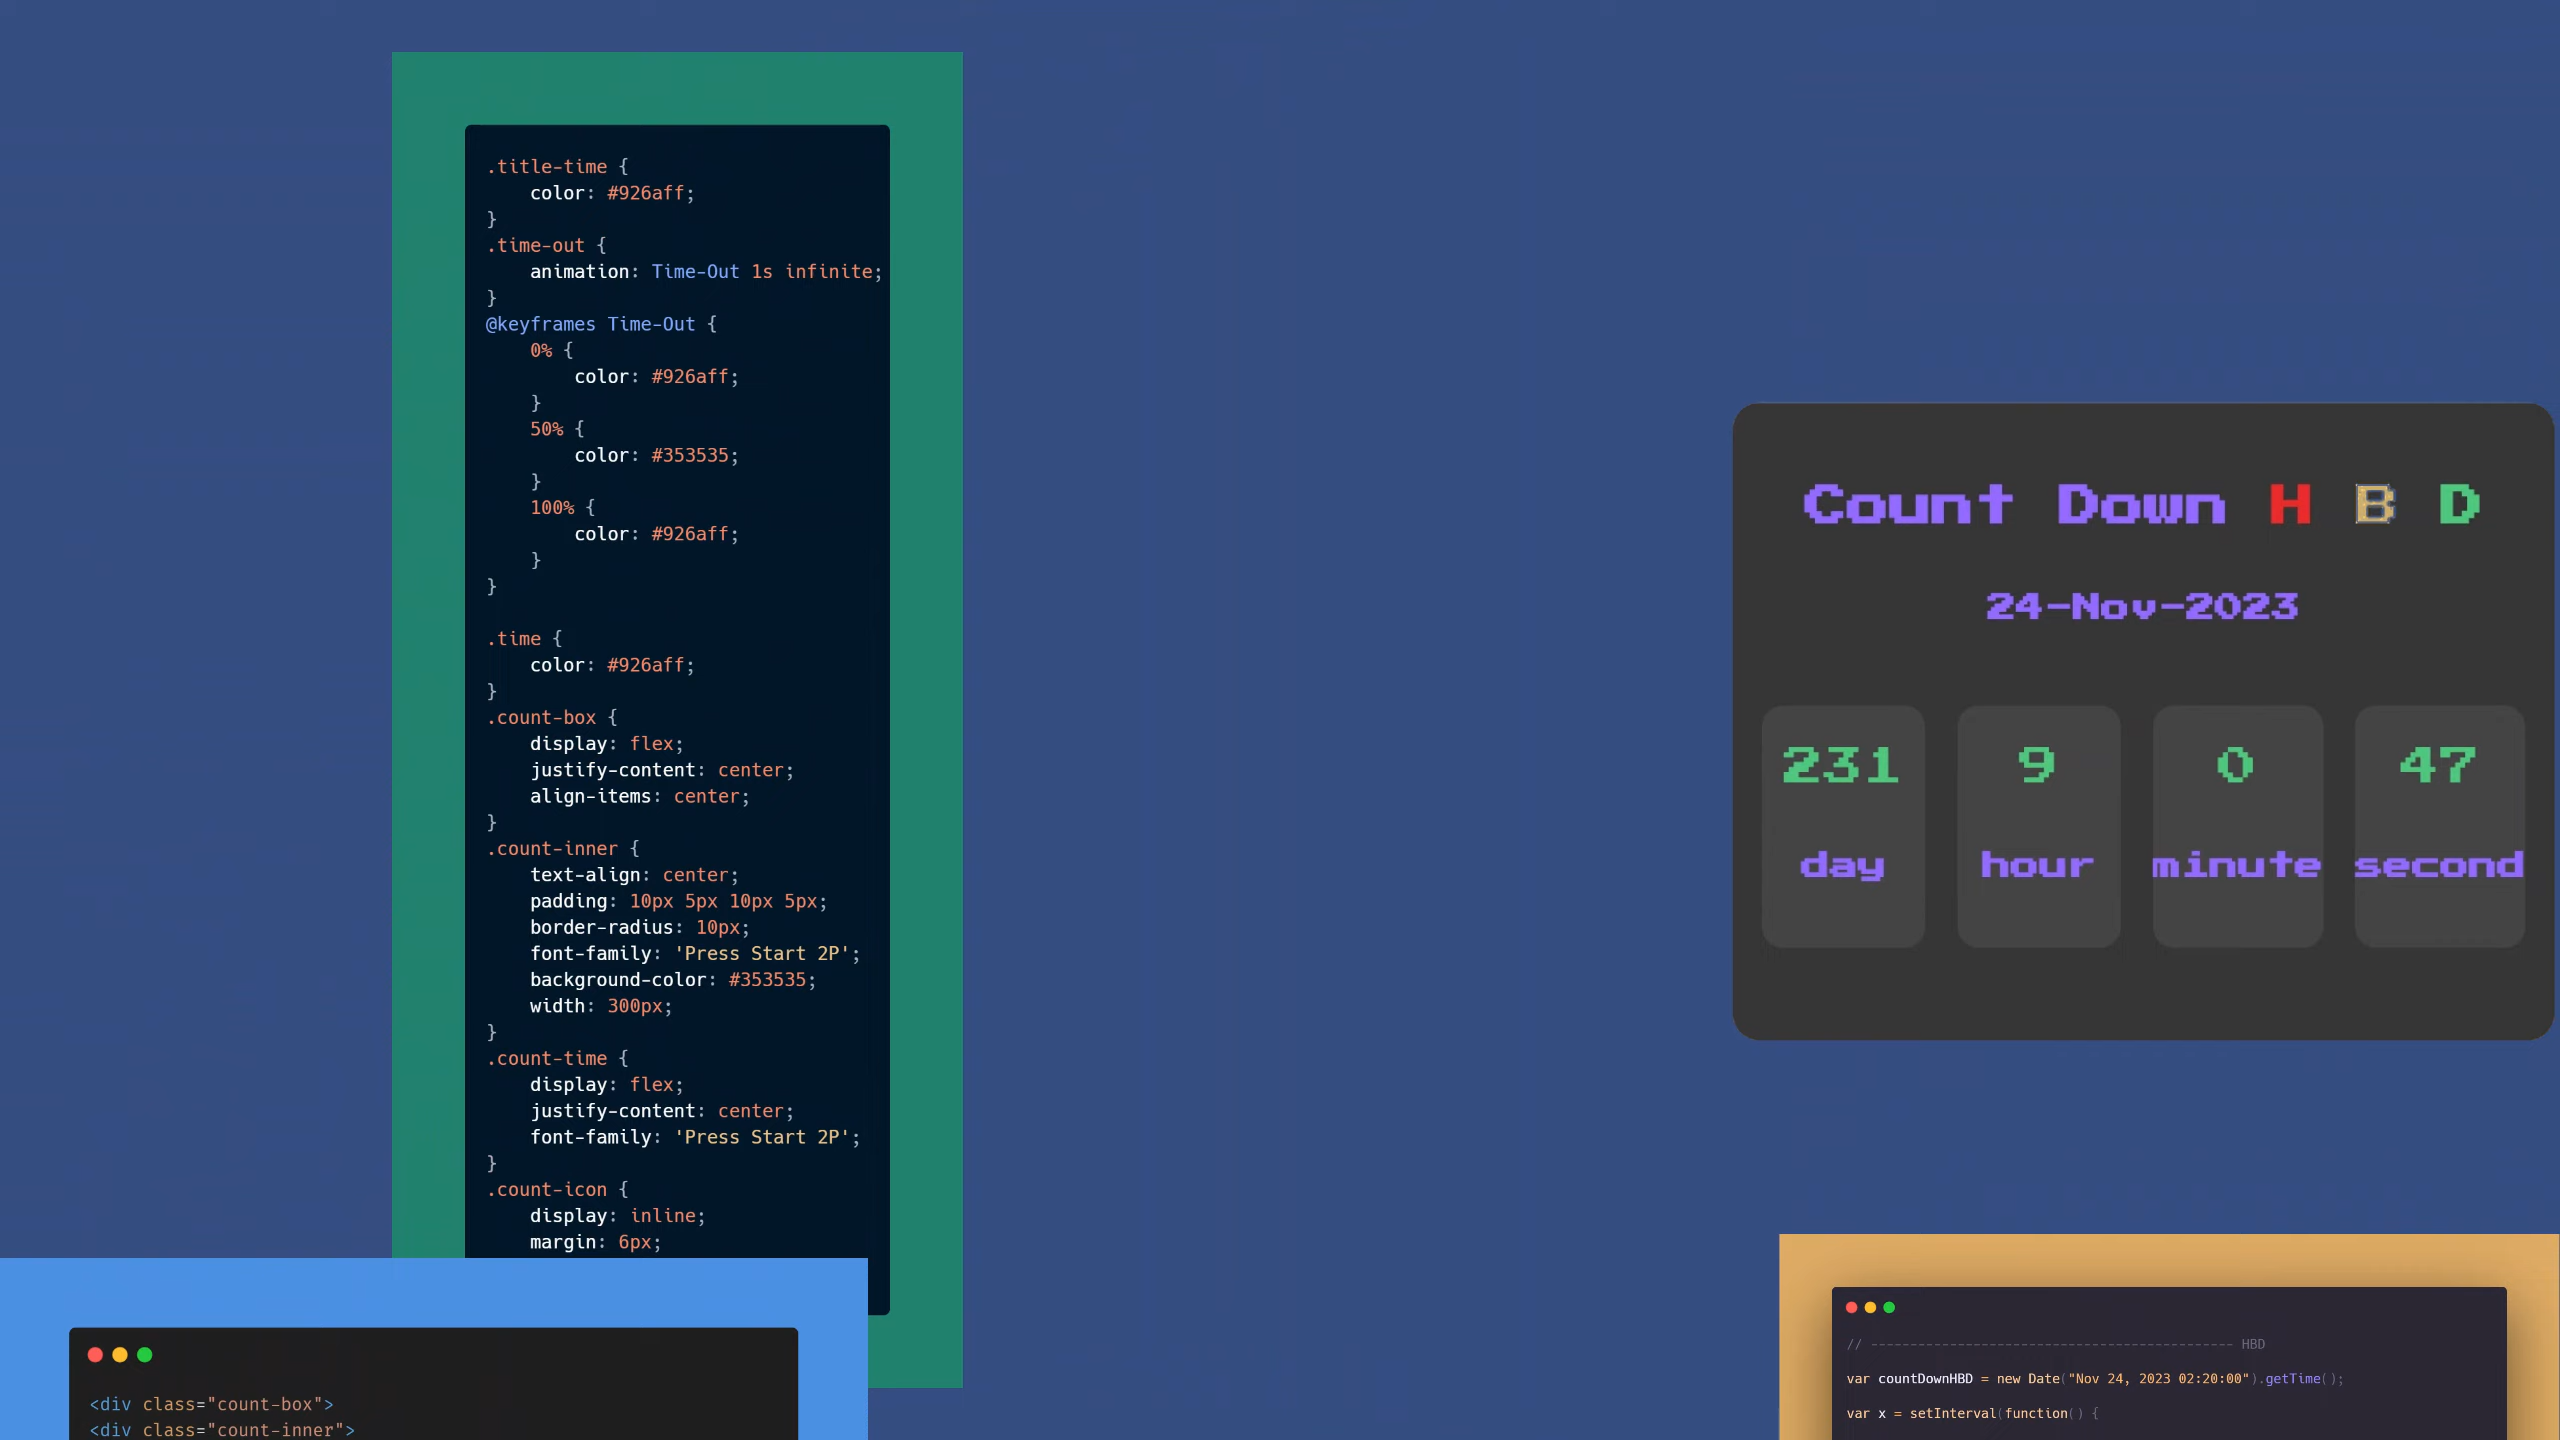 .title-time {
    color: #926aff;
}
.time-out {
    animation: Time-Out 1s infinite;
}
@keyframes Time-Out {
    0% {
        color: #926aff;
    }
    50% {
        color: #353535;
    }
    100% {
        color: #926aff;
    }
}

.time {
    color: #926aff;
}
.count-box {
    display: flex;
    justify-content: center;
    align-items: center;
}
.count-inner {
    text-align: center;
    padding: 10px 5px 10px 5px;
    border-radius: 10px;
    font-family: 'Press Start 2P';
    background-color: #353535;
    width: 300px;
}
.count-time {
    display: flex;
    justify-content: center;
    font-family: 'Press Start 2P';
}
.count-icon {
    display: inline;
    margin: 6px;
<div class="count-box">
<div class="count-inner">
Count Down H B D
24-Nov-2023
231 9 0 47
day hour minute second
// ---------------------------------------------- HBD
var countDownHBD = new Date("Nov 24, 2023 02:20:00").getTime();
var x = setInterval(function() {